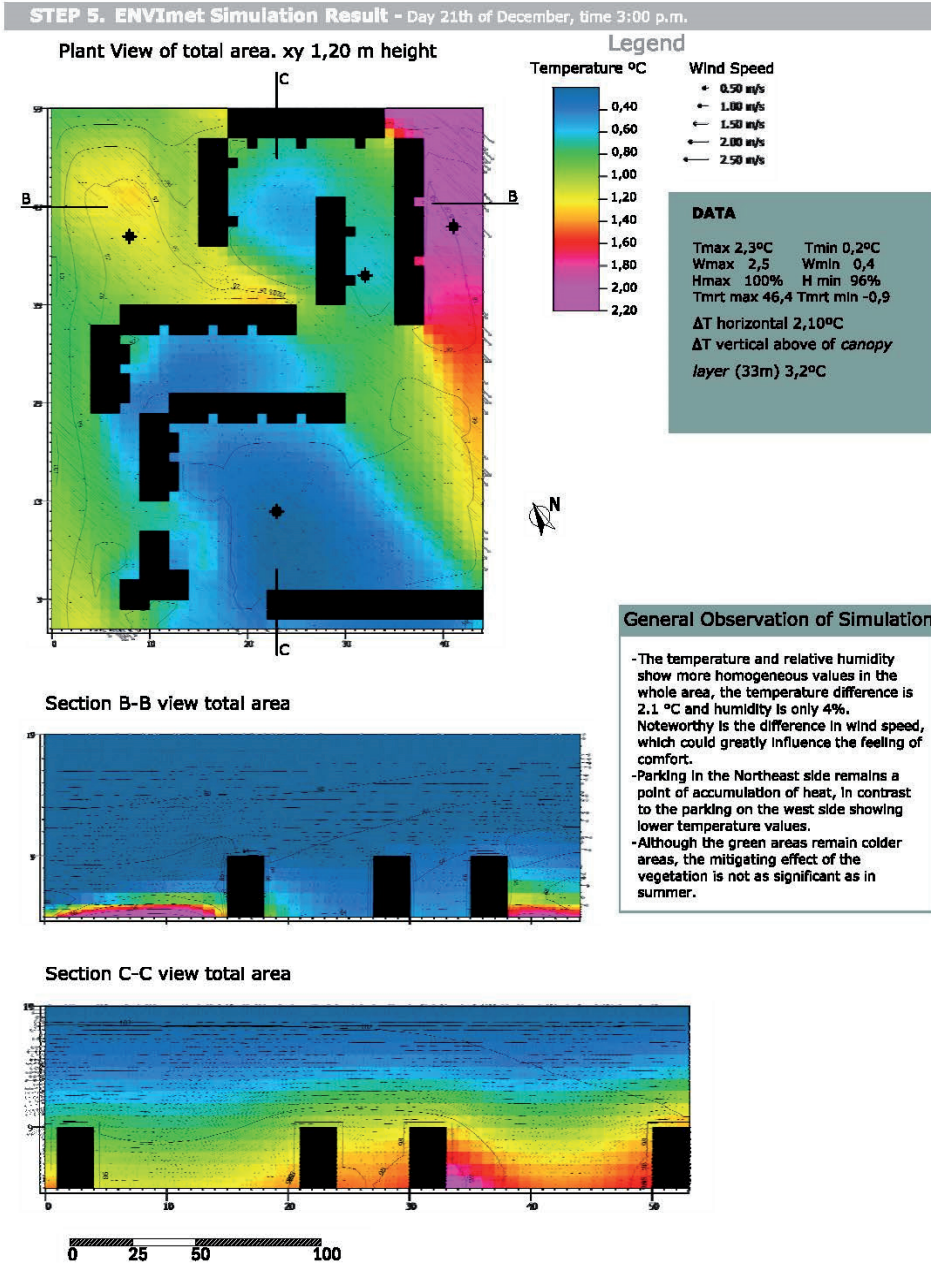 STEP 5. ENVImet Simulation Result - Day 21th of December, time 3:00 p.m.
Plant View of total area. xy 1,20 m height
Legend
Temperature ºC
Wind Speed
0,40
0,60
0,80
1,00
1,20
1,40
1,60
1,80
2,00
2,20
0.50 m/s
1.00 m/s
1.50 m/s
2.00 m/s
2.50 m/s
C
B
B
C
0
10
20
30
40
N
DATA
Tmax 2,3ºC Tmin 0,2ºC
Wmax 2,5 Wmin 0,4
Hmax 100% H min 96%
Tmrt max 46,4 Tmrt min -0,9
ΔT horizontal 2,10ºC
ΔT vertical above of canopy
layer (33m) 3,2ºC
General Observation of Simulation
-The temperature and relative humidity
show more homogeneous values in the
whole area, the temperature difference is
2.1 ºC and humidity is only 4%.
Noteworthy is the difference in wind speed,
which could greatly influence the feeling of
comfort.
-Parking in the Northeast side remains a
point of accumulation of heat, in contrast
to the parking on the west side showing
lower temperature values.
-Although the green areas remain colder
areas, the mitigating effect of the
vegetation is not as significant as in
summer.
Section B-B view total area
0
10
20
30
40
Section C-C view total area
0
10
20
30
40
50
0 25 50 100